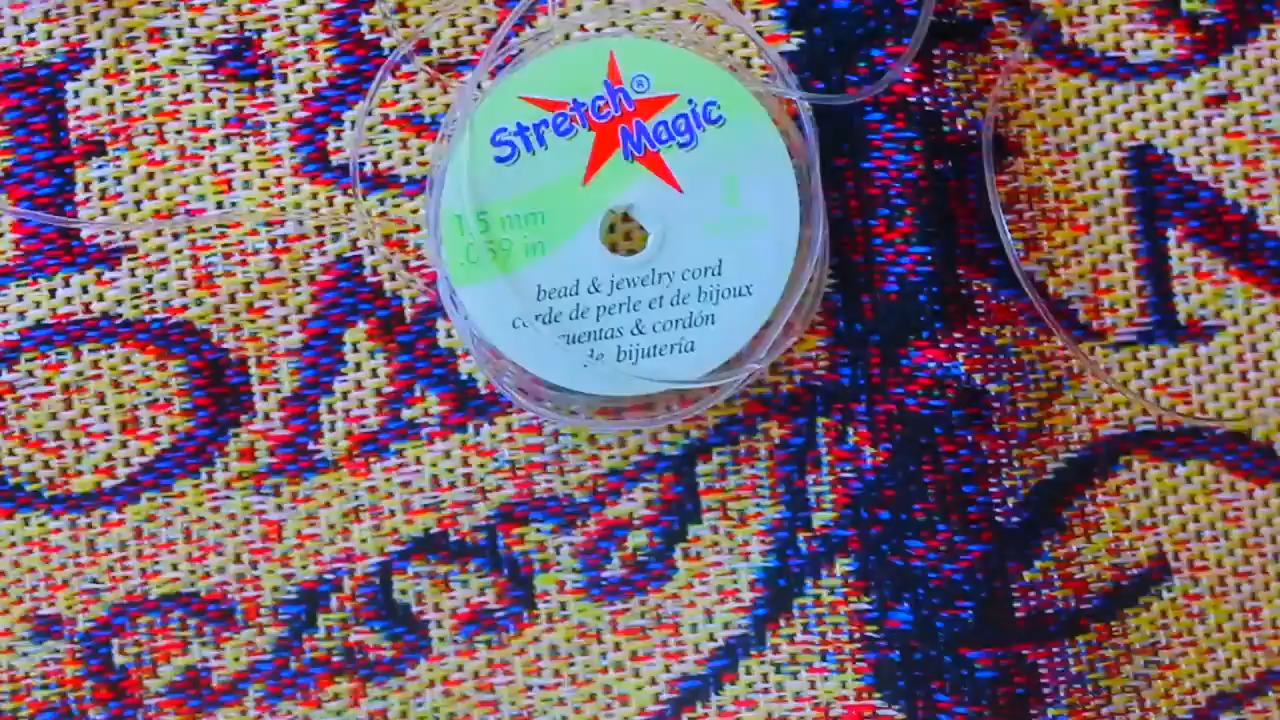 Stretch®
Magic
1.5 mm
.059 in
bead & jewelry cord
corde de perle et de bijoux
cuentas & cordón
de bijutería